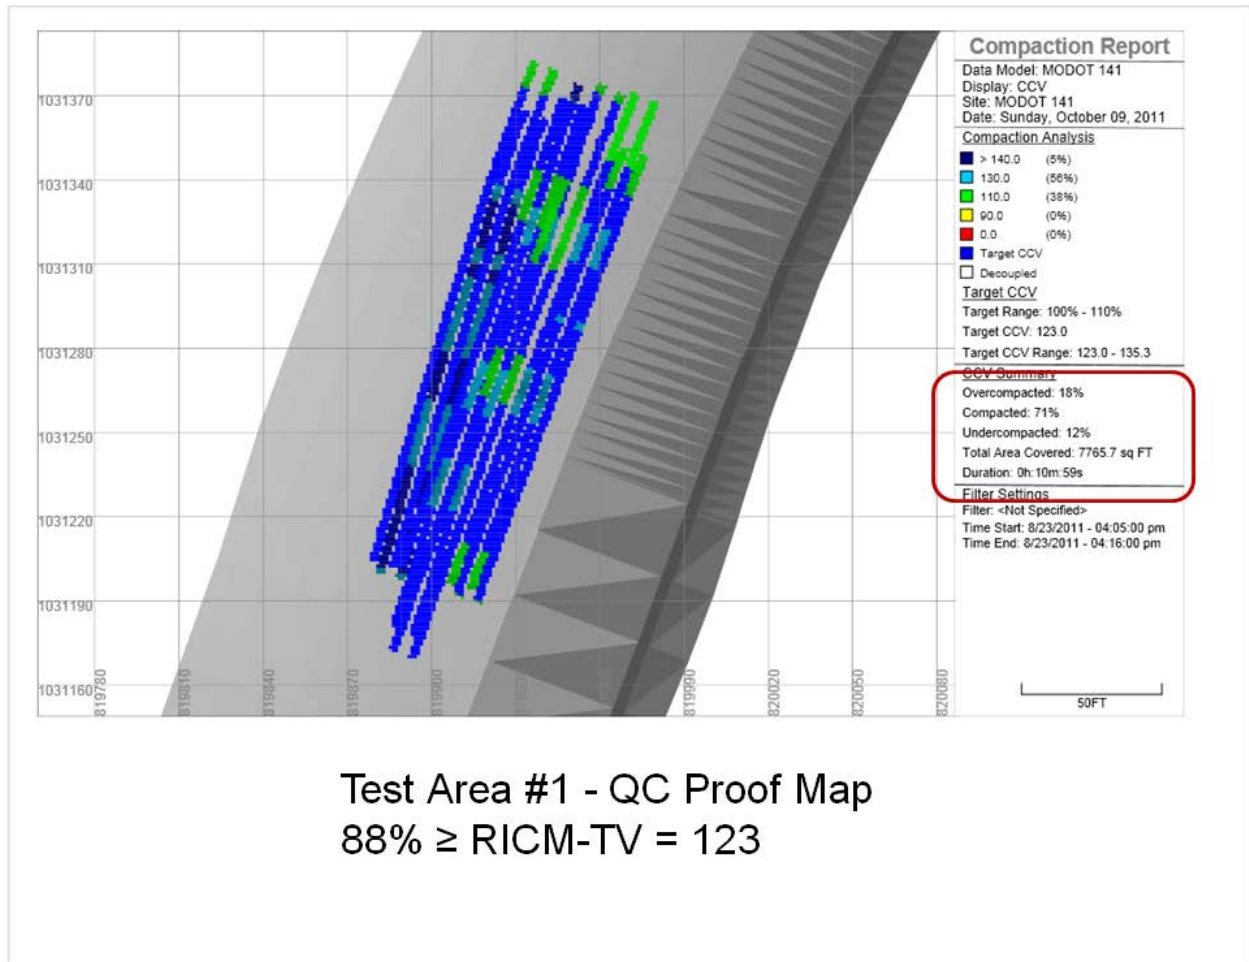 Compaction Report
Data Model: MODOT 141
Display: CCV
Site: MODOT 141
Date: Sunday, October 09, 2011
Compaction Analysis
> 140.0 (5%)
130.0 (56%)
110.0 (38%)
90.0 (0%)
0.0 (0%)
Target CCV
Decoupled
Target CCV
Target Range: 100% - 110%
Target CCV: 123.0
Target CCV Range: 123.0 - 135.3
CCV Summary
Overcompacted: 18%
Compacted: 71%
Undercompacted: 12%
Total Area Covered: 7765.7 sq FT
Duration: 0h:10m:59s
Filter Settings
Filter: <Not Specified>
Time Start: 8/23/2011 - 04:05:00 pm
Time End: 8/23/2011 - 04:16:00 pm
50FT
1031370
1031340
1031310
1031280
1031250
1031220
1031190
1031160
819780
819810
819840
819870
819900
819990
820020
820050
820080
Test Area #1 - QC Proof Map
88% ≥ RICM-TV = 123